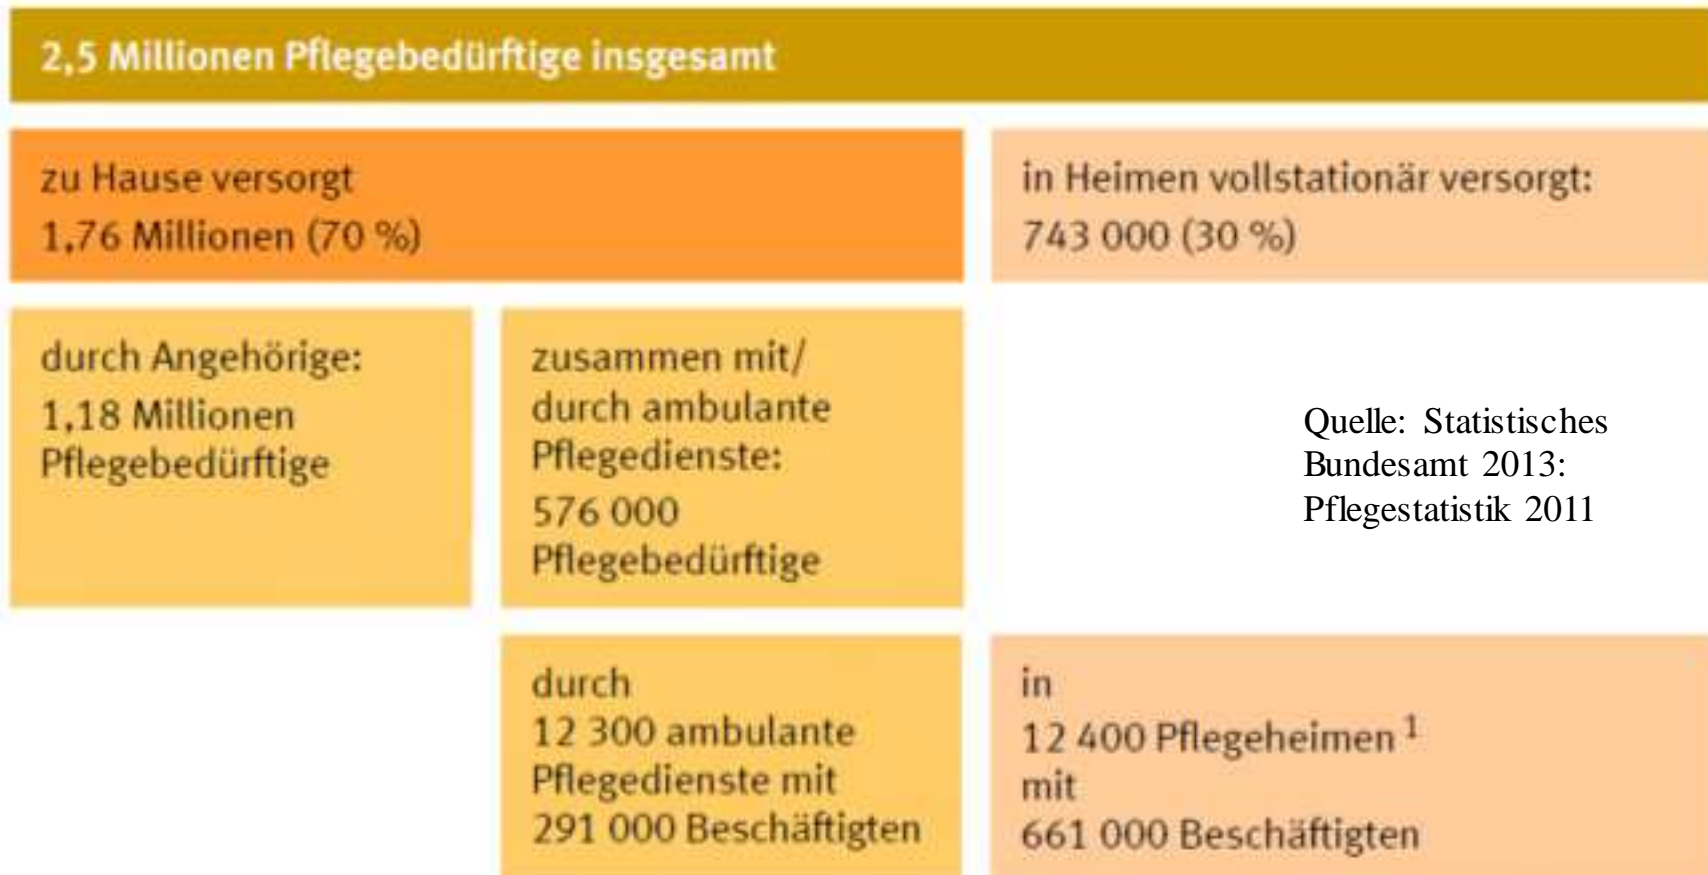 2,5 Millionen Pflegebedürftige insgesamt
zu Hause versorgt
1,76 Millionen (70 %)
in Heimen vollstationär versorgt:
743 000 (30 %)
durch Angehörige:
1,18 Millionen
Pflegebedürftige
zusammen mit/
durch ambulante
Pflegedienste:
576 000
Pflegebedürftige
Quelle: Statistisches
Bundesamt 2013:
Pflegestatistik 2011
durch
12 300 ambulante
Pflegedienste mit
291 000 Beschäftigten
in
12 400 Pflegeheimen ¹
mit
661 000 Beschäftigten